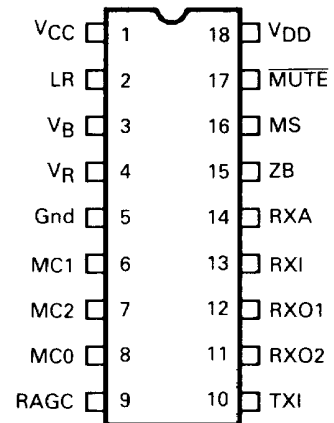 VCC 1 18 VDD
LR 2 17 MUTE
VB 3 16 MS
VR 4 15 ZB
Gnd 5 14 RXA
MC1 6 13 RXI
MC2 7 12 RXO1
MC0 8 11 RXO2
RAGC 9 10 TXI